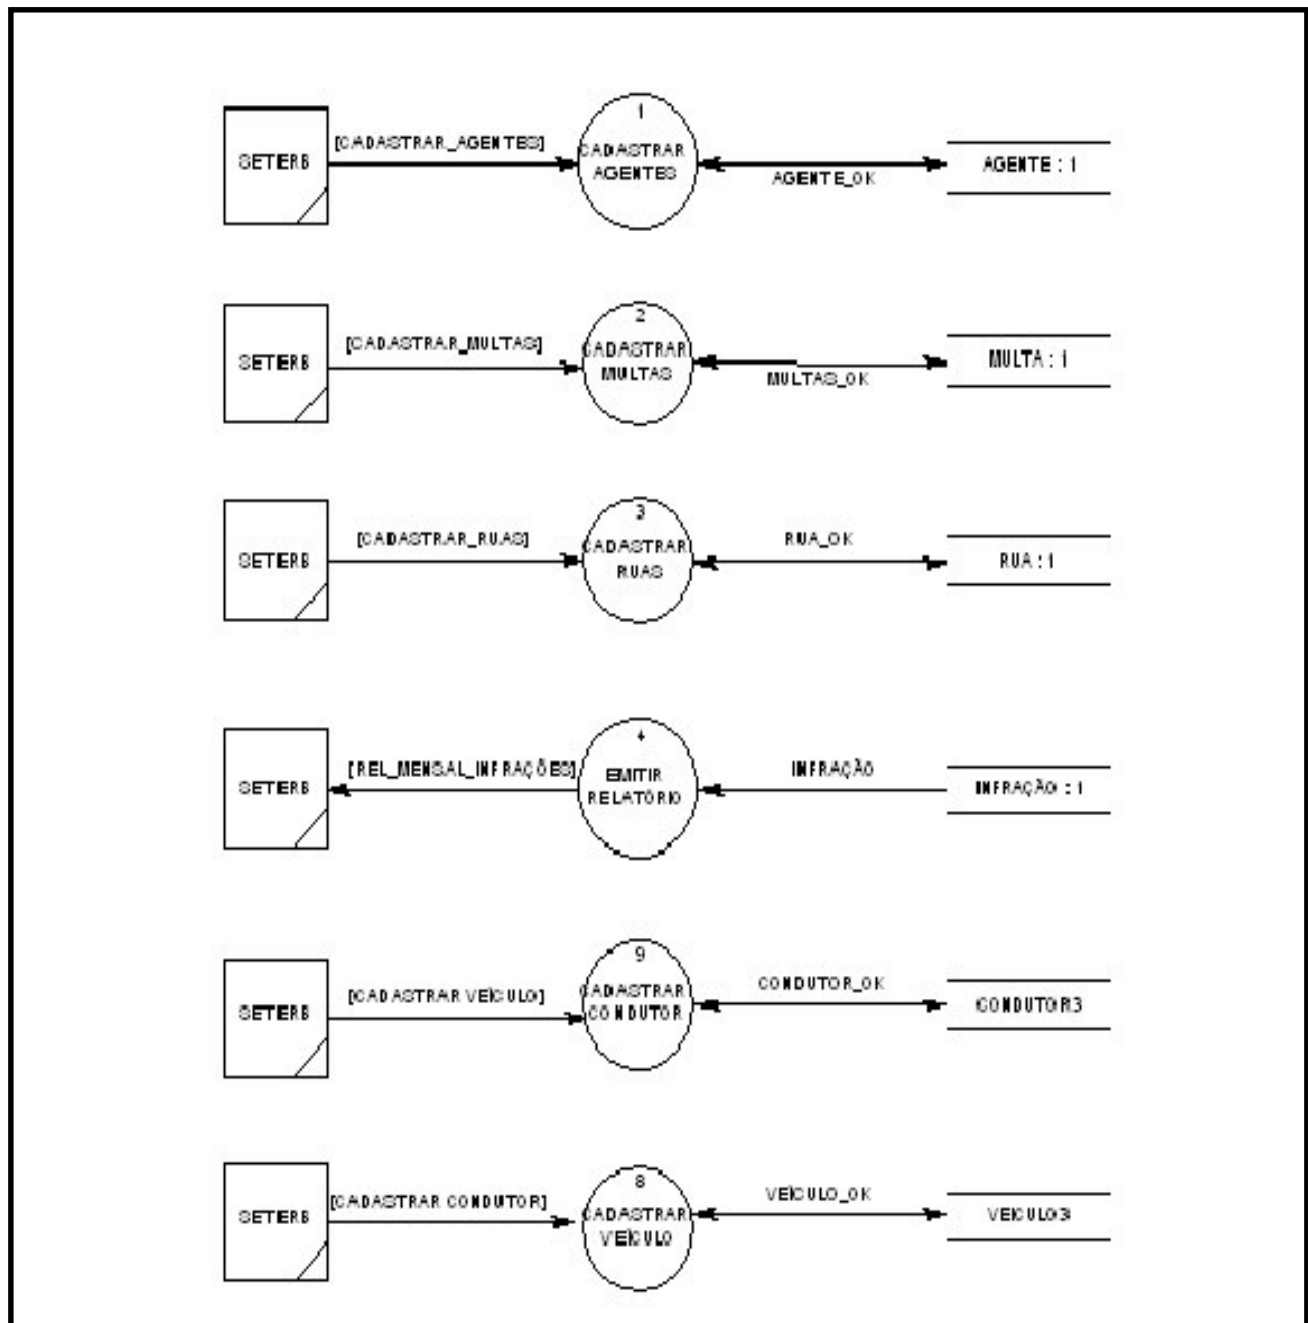 1
[CADASTRAR_AGENTES]
SETERB
CADASTRAR
AGENTES
AGENTE_OK
AGENTE : 1
2
[CADASTRAR_MULTAS]
SETERB
CADASTRAR
MULTAS
MULTAS_OK
MULTA : 1
3
[CADASTRAR_RUAS]
SETERB
CADASTRAR
RUAS
RUA_OK
RUA : 1
4
[REL_MENSAL_INFRAÇÕES]
SETERB
EMITIR
RELATÓRIO
INFRAÇÃO
INFRAÇÃO : 1
9
[CADASTRAR VEÍCULO]
SETERB
CADASTRAR
CONDUTOR
CONDUTOR_OK
CONDUTOR3
8
[CADASTRAR CONDUTOR]
SETERB
CADASTRAR
VEÍCULO
VEÍCULO_OK
VEICULO3